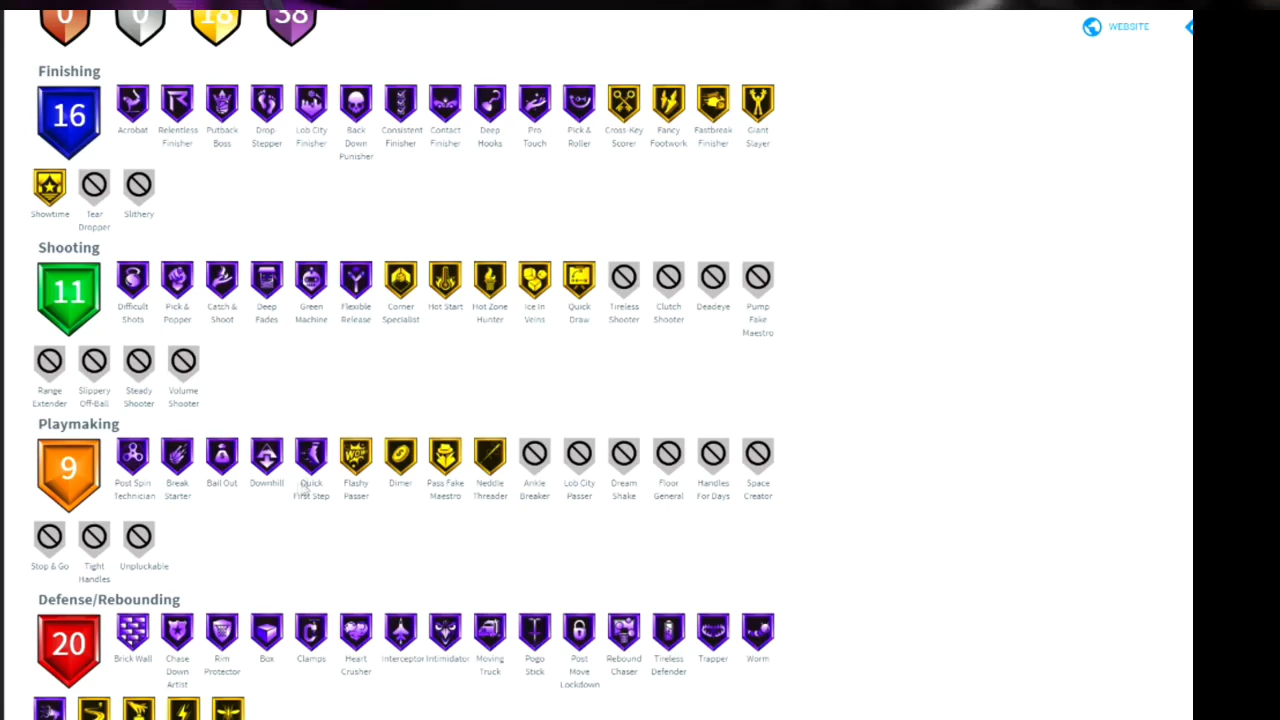 0 0 18 38
WEBSITE
Finishing
16
Acrobat Relentless Putback Drop Lob City Back Consistent Contact Deep Pro Pick & Cross-Key Fancy Fastbreak Giant
Finisher Boss Stepper Finisher Down Finisher Finisher Hooks Touch Roller Scorer Footwork Finisher Slayer
Punisher
Showtime Tear Slithery
Dropper
Shooting
11
Difficult Pick & Catch & Deep Green Flexible Corner Hot Start Hot Zone Ice In Quick Tireless Clutch Deadeye Pump
Shots Popper Shoot Fades Machine Release Specialist Hunter Veins Draw Shooter Shooter Fake
Maestro
Range Slippery Steady Volume
Extender Off-Ball Shooter Shooter
Playmaking
9
Post Spin Break Bail Out Downhill Quick Flashy Dimer Pass Fake Neddle Ankle Lob City Dream Floor Handles Space
Technician Starter First Step Passer Maestro Threader Breaker Passer Shake General For Days Creator
Stop & Go Tight Unpluckable
Handles
Defense/Rebounding
20
Brick Wall Chase Rim Box Clamps Heart Interceptor Intimidator Moving Pogo Post Rebound Tireless Trapper Worm
Down Protector Crusher Truck Stick Move Chaser Defender
Artist Lockdown